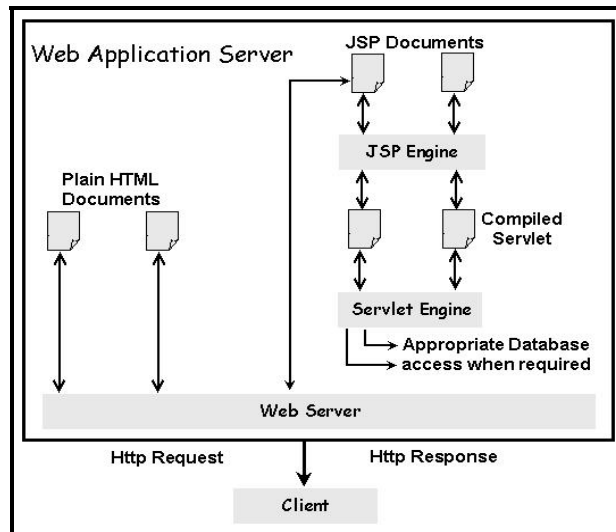 JSP Documents
Web Application Server
JSP Engine
Plain HTML
Documents
Compiled
Servlet
Servlet Engine
Appropriate Database
access when required
Web Server
Http Request
Http Response
Client